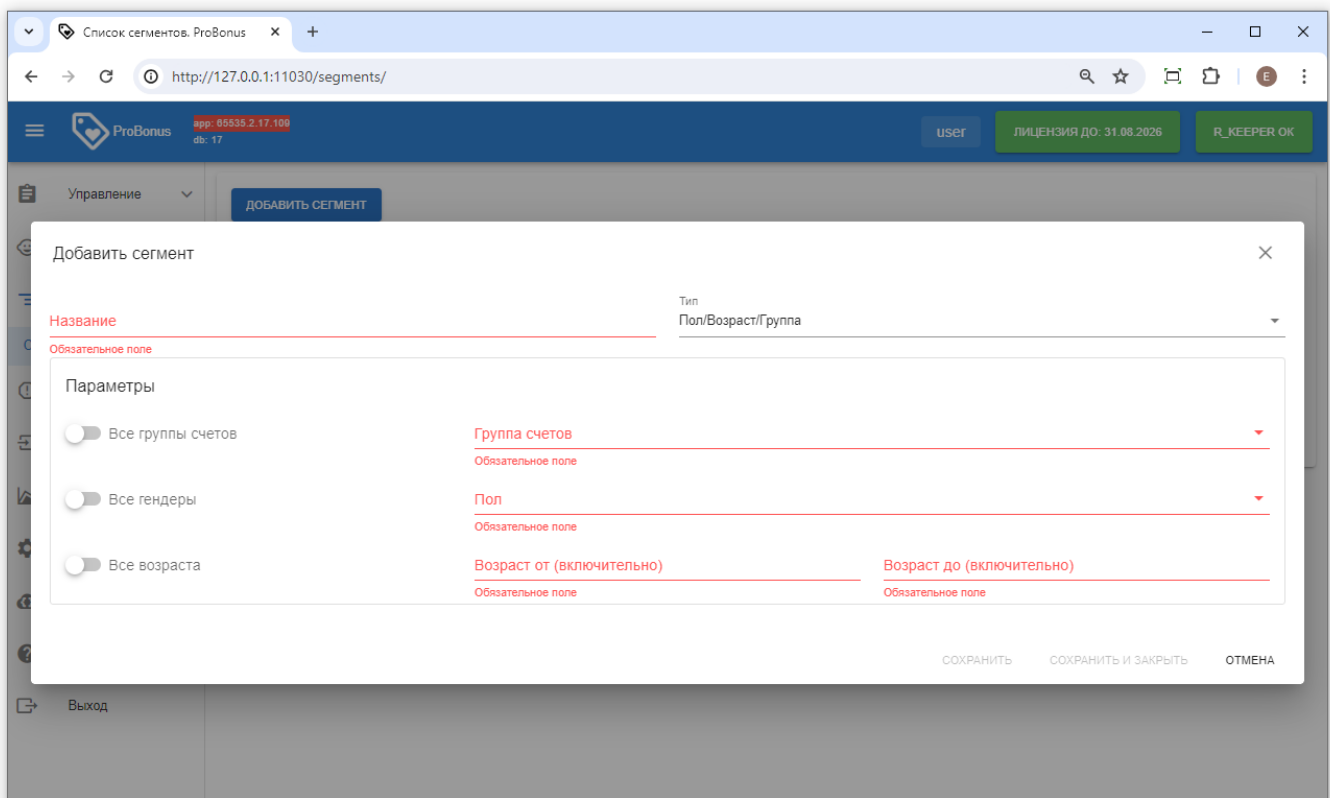 Список сегментов. ProBonus
http://127.0.0.1:11030/segments/
E
ProBonus
app: 65535.2.17.109
db: 17
user
ЛИЦЕНЗИЯ ДО: 31.08.2026
R_KEEPER OK
Управление
ДОБАВИТЬ СЕГМЕНТ
Добавить сегмент
Тип
Название
Пол/Возраст/Группа
Обязательное поле
Параметры
Все группы счетов
Группа счетов
Обязательное поле
Все гендеры
Пол
Обязательное поле
Все возраста
Возраст от (включительно)
Возраст до (включительно)
Обязательное поле
Обязательное поле
СОХРАНИТЬ
СОХРАНИТЬ И ЗАКРЫТЬ
ОТМЕНА
Выход